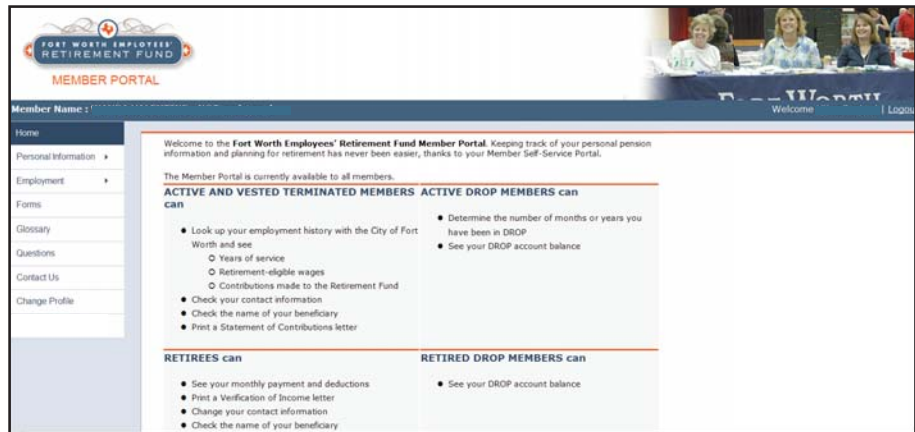 FORT WORTH EMPLOYEES'
RETIREMENT FUND
MEMBER PORTAL
FORT WORTH
Member Name :
Welcome | Logou
Home
Personal Information
Employment
Forms
Glossary
Questions
Contact Us
Change Profile
Welcome to the Fort Worth Employees' Retirement Fund Member Portal. Keeping track of your personal pension
information and planning for retirement has never been easier, thanks to your Member Self-Service Portal.
The Member Portal is currently available to all members.
ACTIVE AND VESTED TERMINATED MEMBERS
can
Look up your employment history with the City of Fort
Worth and see
Years of service
Retirement-eligible wages
Contributions made to the Retirement Fund
Check your contact information
Check the name of your beneficiary
Print a Statement of Contributions letter
ACTIVE DROP MEMBERS can
Determine the number of months or years you
have been in DROP
See your DROP account balance
RETIREES can
See your monthly payment and deductions
Print a Verification of Income letter
Change your contact information
Check the name of your beneficiary
RETIRED DROP MEMBERS can
See your DROP account balance